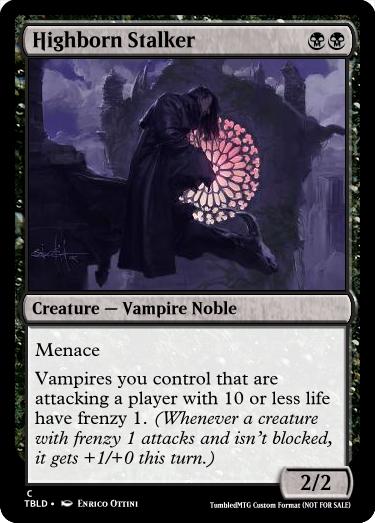 Highborn Stalker
Creature — Vampire Noble
Menace
Vampires you control that are
attacking a player with 10 or less life
have frenzy 1. (Whenever a creature
with frenzy 1 attacks and isn't blocked,
it gets +1/+0 this turn.)
2/2
C
TBLD • Enrico Ottini
TumbledMTG Custom Format (NOT FOR SALE)